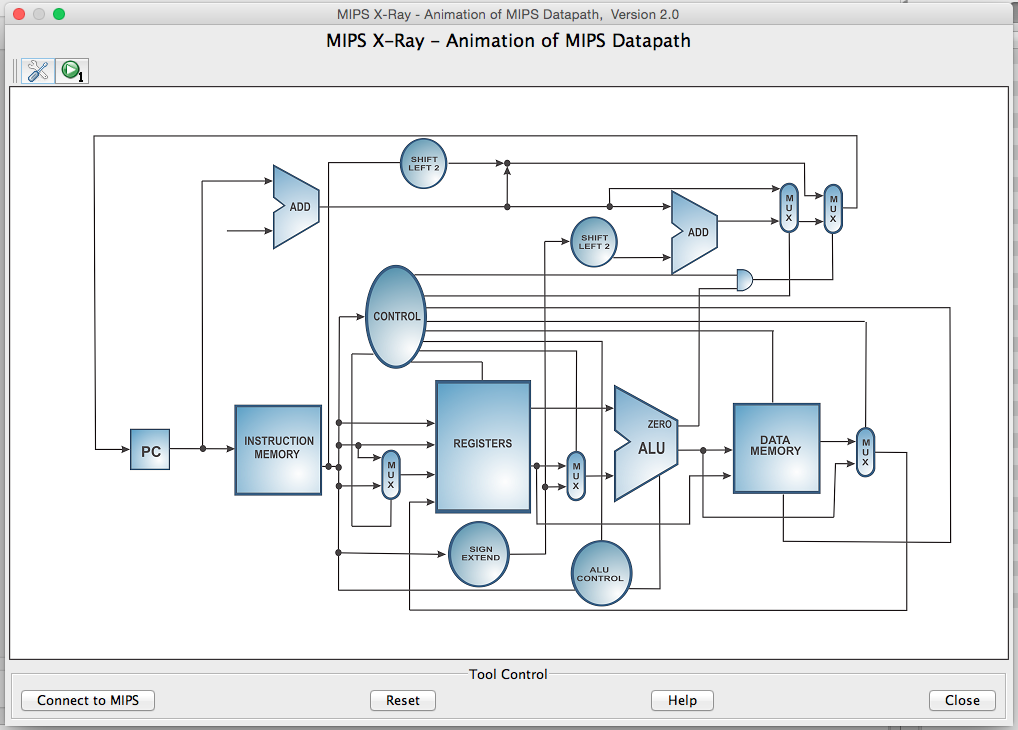 MIPS X-Ray - Animation of MIPS Datapath, Version 2.0
MIPS X-Ray - Animation of MIPS Datapath
1
SHIFT
LEFT 2
ADD
MUX
MUX
SHIFT
LEFT 2
ADD
CONTROL
ZERO
ALU
INSTRUCTION
MEMORY
REGISTERS
DATA
MEMORY
PC
MUX
MUX
MUX
SIGN
EXTEND
ALU
CONTROL
Tool Control
Connect to MIPS
Reset
Help
Close